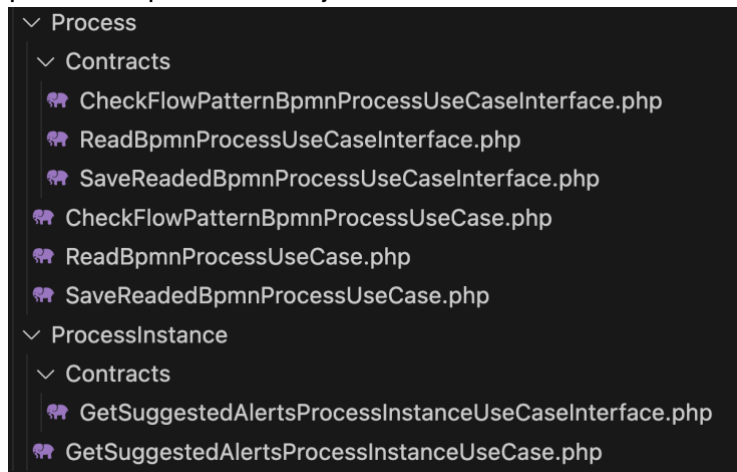 Process
Contracts
CheckFlowPatternBpmnProcessUseCaseInterface.php
ReadBpmnProcessUseCaseInterface.php
SaveReadedBpmnProcessUseCaseInterface.php
CheckFlowPatternBpmnProcessUseCase.php
ReadBpmnProcessUseCase.php
SaveReadedBpmnProcessUseCase.php
ProcessInstance
Contracts
GetSuggestedAlertsProcessInstanceUseCaseInterface.php
GetSuggestedAlertsProcessInstanceUseCase.php